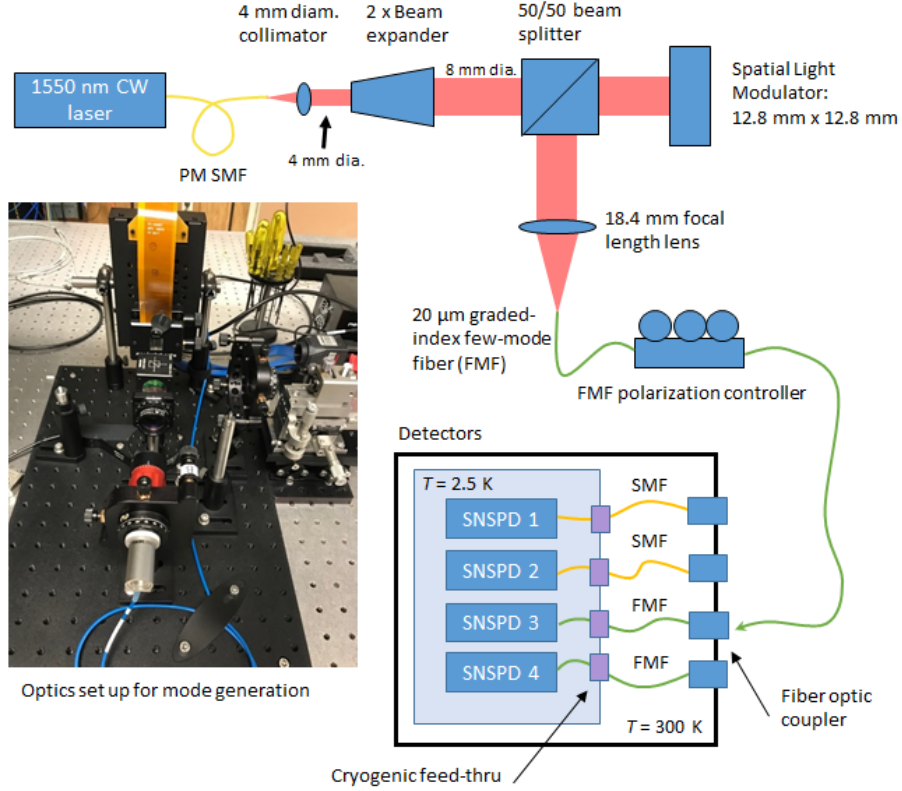 4 mm diam.
collimator
2 x Beam
expander
50/50 beam
splitter
1550 nm CW
laser
8 mm dia.
Spatial Light
Modulator:
12.8 mm x 12.8 mm
4 mm dia.
PM SMF
18.4 mm focal
length lens
20 µm graded-
index few-mode
fiber (FMF)
FMF polarization controller
Detectors
T = 2.5 K
SMF
SNSPD 1
SMF
SNSPD 2
FMF
SNSPD 3
FMF
SNSPD 4
T = 300 K
Fiber optic
coupler
Optics set up for mode generation
Cryogenic feed-thru